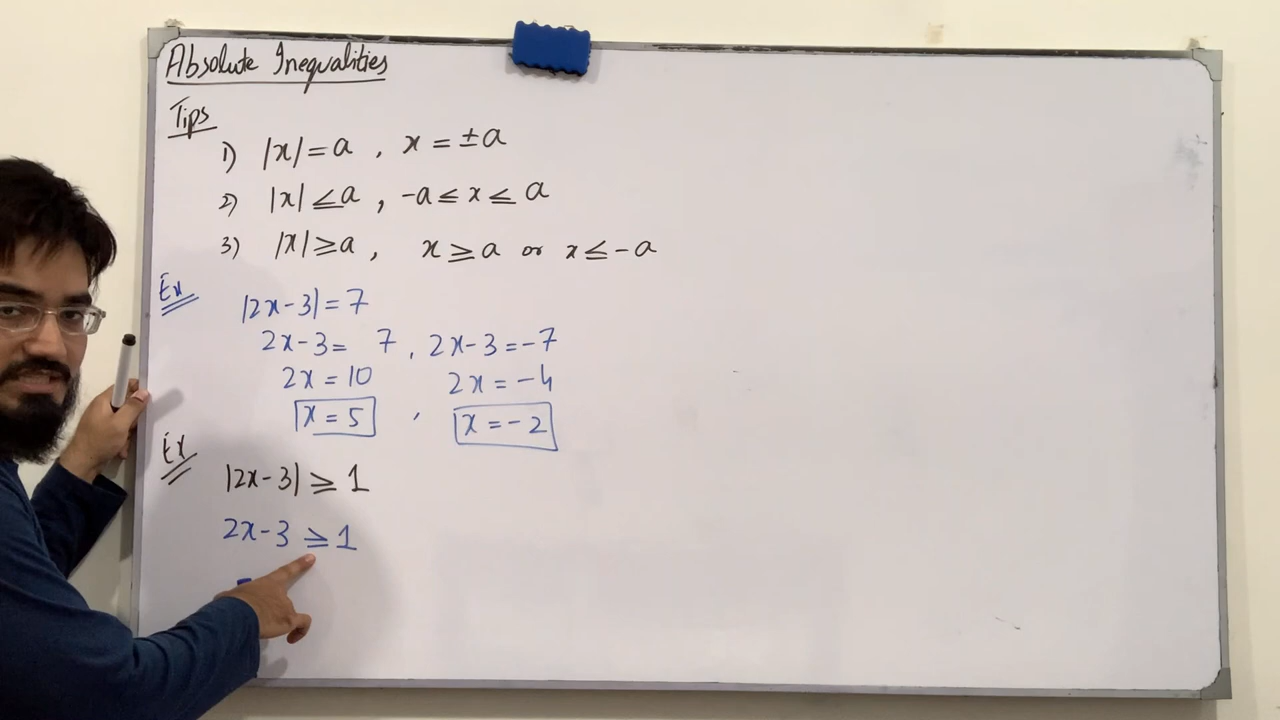 Absolute Inequalities
Tips
1) |x| = a , x = ±a
2) |x| ≤ a , -a ≤ x ≤ a
3) |x| ≥ a , x ≥ a or x ≤ -a
Ex
|2x-3| = 7
2x-3 = 7 , 2x-3 = -7
2x = 10 2x = -4
x = 5 , x = -2
Ex
|2x-3| ≥ 1
2x-3 ≥ 1